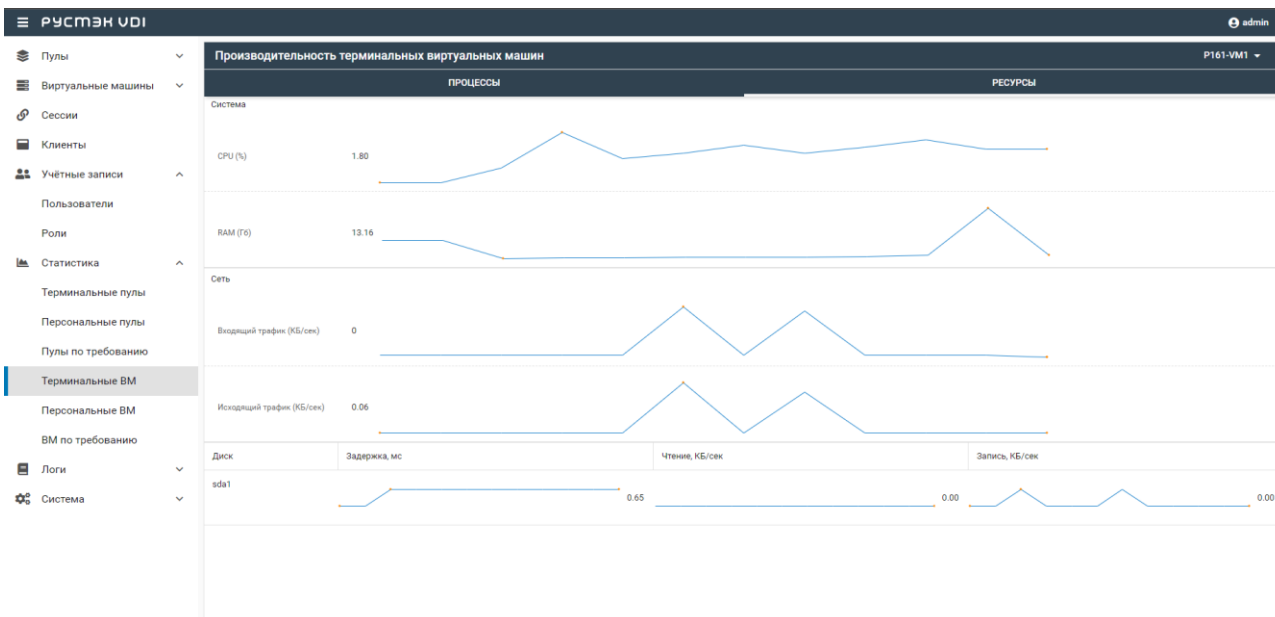 РУСТЭК VDI
admin
Пулы
Виртуальные машины
Сессии
Клиенты
Учётные записи
Пользователи
Роли
Статистика
Терминальные пулы
Персональные пулы
Пулы по требованию
Терминальные ВМ
Персональные ВМ
ВМ по требованию
Логи
Система
Производительность терминальных виртуальных машин P161-VM1
ПРОЦЕССЫ РЕСУРСЫ
Система
CPU (%) 1.80
RAM (Гб) 13.16
Сеть
Входящий трафик (КБ/сек) 0
Исходящий трафик (КБ/сек) 0.06
Диск Задержка, мс Чтение, КБ/сек Запись, КБ/сек
sda1 0.65 0.00 0.00